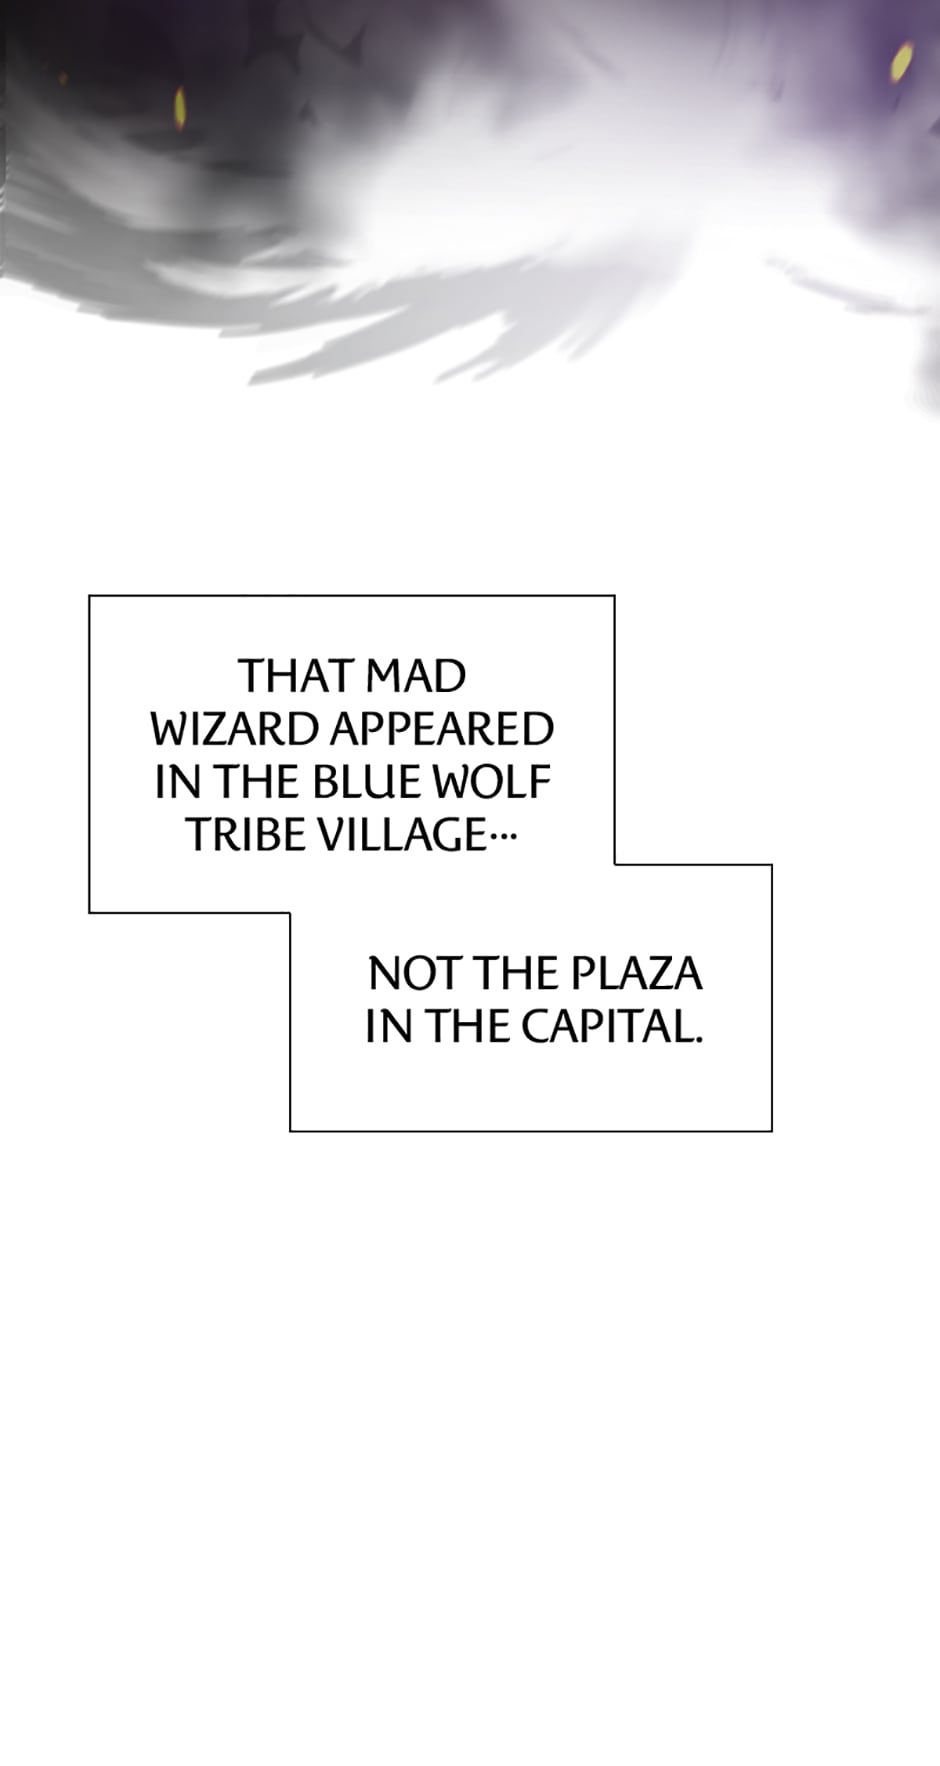 THAT MAD
WIZARD APPEARED
IN THE BLUE WOLF
TRIBE VILLAGE…
NOT THE PLAZA
IN THE CAPITAL.